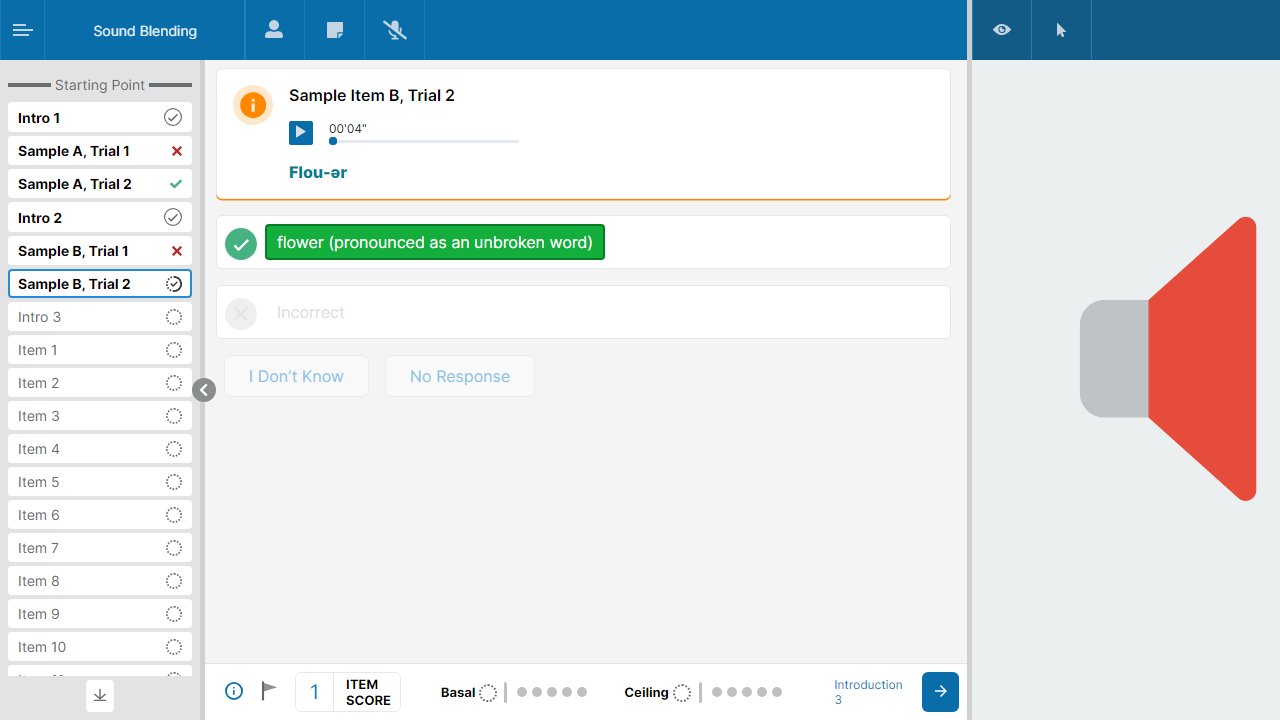 Sound Blending
Starting Point
Intro 1
Sample A, Trial 1
Sample A, Trial 2
Intro 2
Sample B, Trial 1
Sample B, Trial 2
Intro 3
Item 1
Item 2
Item 3
Item 4
Item 5
Item 6
Item 7
Item 8
Item 9
Item 10
Sample Item B, Trial 2
00'04"
Flou-ər
flower (pronounced as an unbroken word)
Incorrect
I Don't Know
No Response
1
ITEM
SCORE
Basal
Ceiling
Introduction
3